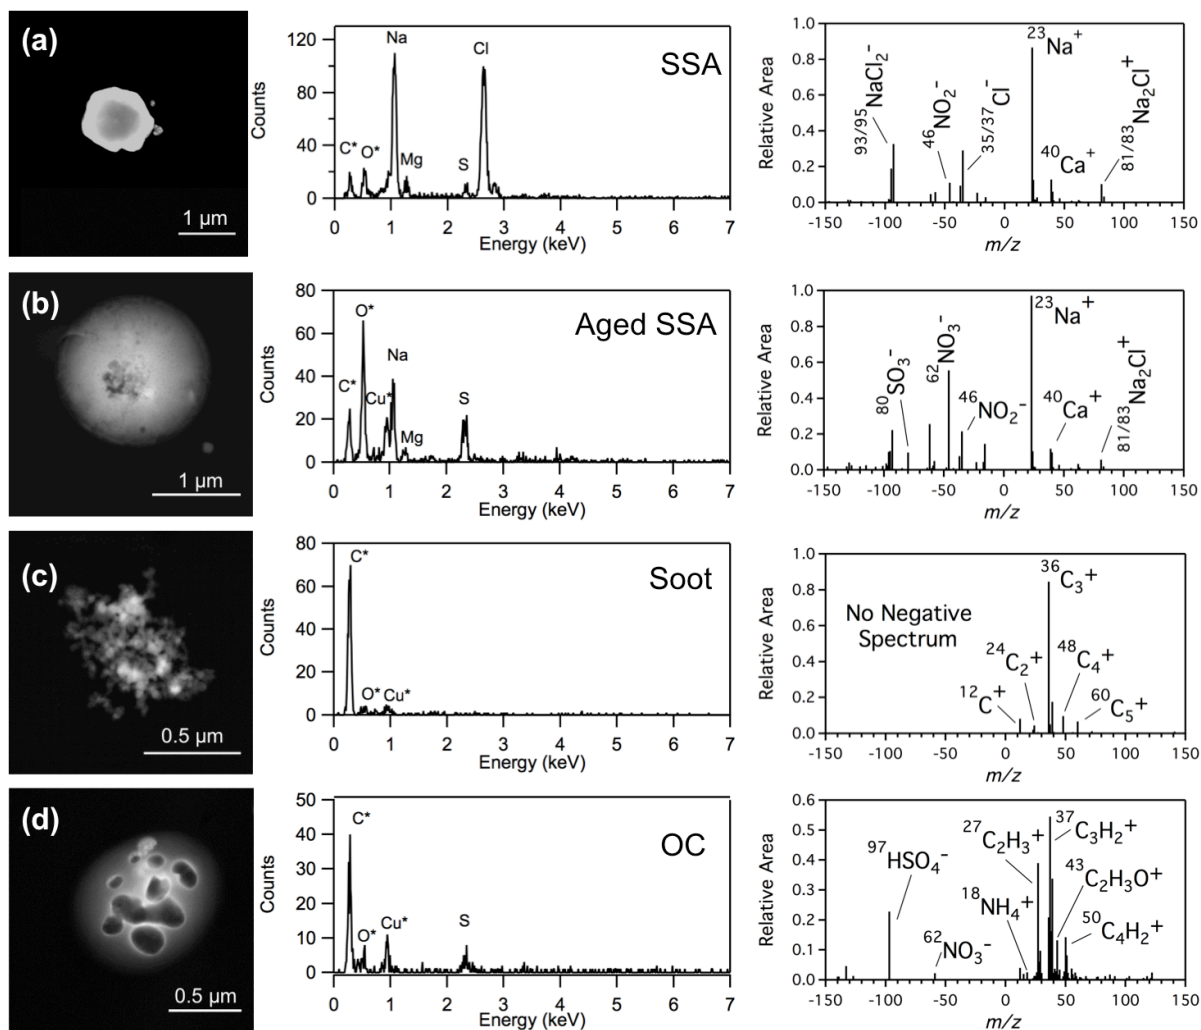 (a)
1 µm
120
80
40
0
Counts
0 1 2 3 4 5 6 7
Energy (keV)
C*
O*
Na
Mg
S
Cl
SSA
1.0
0.8
0.6
0.4
0.2
0.0
Relative Area
-150 -100 -50 0 50 100 150
m/z
93/95NaCl2-
46NO2-
35/37Cl-
23Na+
40Ca+
81/83Na2Cl+
(b)
1 µm
80
60
40
20
0
Counts
0 1 2 3 4 5 6 7
Energy (keV)
C*
O*
Cu*
Na
Mg
S
Aged SSA
1.0
0.8
0.6
0.4
0.2
0.0
Relative Area
-150 -100 -50 0 50 100 150
m/z
80SO3-
62NO3-
46NO2-
23Na+
40Ca+
81/83Na2Cl+
(c)
0.5 µm
80
60
40
20
0
Counts
0 1 2 3 4 5 6 7
Energy (keV)
C*
O*
Cu*
Soot
1.0
0.8
0.6
0.4
0.2
0.0
Relative Area
-150 -100 -50 0 50 100 150
m/z
No Negative
Spectrum
12C+
24C2+
36C3+
48C4+
60C5+
(d)
0.5 µm
50
40
30
20
10
0
Counts
0 1 2 3 4 5 6 7
Energy (keV)
C*
O*
Cu*
S
OC
0.6
0.5
0.4
0.3
0.2
0.1
0.0
Relative Area
-150 -100 -50 0 50 100 150
m/z
97HSO4-
62NO3-
18NH4+
27C2H3+
37C3H2+
43C2H3O+
50C4H2+